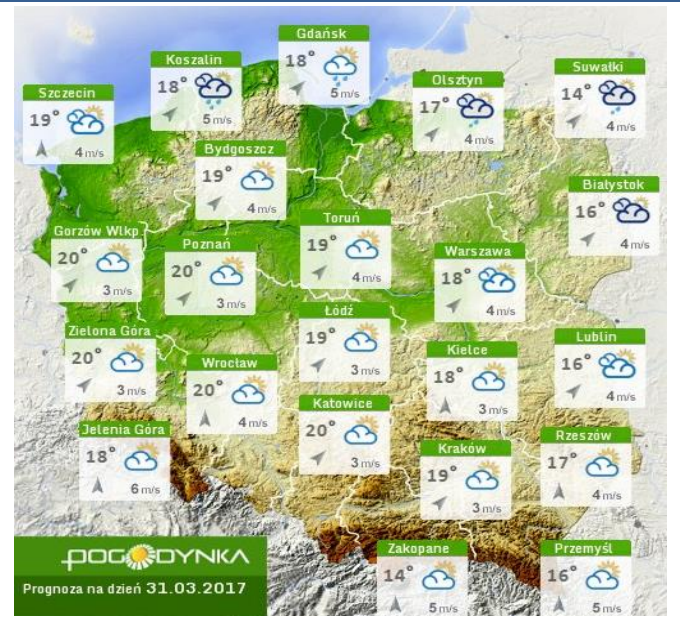 Gdańsk
18°
5 m/s
Koszalin
18°
5 m/s
Suwałki
14°
4 m/s
Olsztyn
17°
4 m/s
Szczecin
19°
4 m/s
Bydgoszcz
19°
4 m/s
Białystok
16°
4 m/s
Toruń
19°
4 m/s
Gorzów Wlkp
20°
3 m/s
Poznań
20°
3 m/s
Warszawa
18°
4 m/s
Łódź
19°
3 m/s
Zielona Góra
20°
3 m/s
Lublin
16°
4 m/s
Kielce
18°
3 m/s
Wrocław
20°
4 m/s
Katowice
20°
3 m/s
Jelenia Góra
18°
6 m/s
Rzeszów
17°
4 m/s
Kraków
19°
3 m/s
Zakopane
14°
5 m/s
Przemyśl
16°
5 m/s
POGODYNKA
Prognoza na dzień 31.03.2017